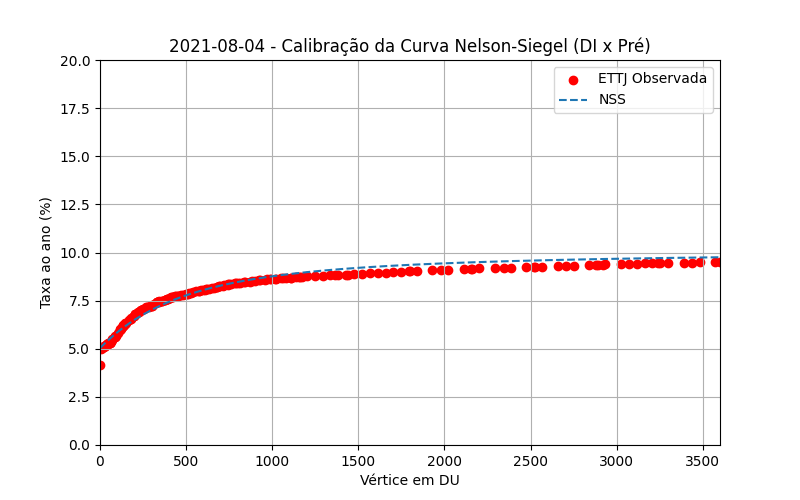 2021-08-04 - Calibração da Curva Nelson-Siegel (DI x Pré)
ETTJ Observada
NSS
Taxa ao ano (%)
20.0
17.5
15.0
12.5
10.0
7.5
5.0
2.5
0.0
0 500 1000 1500 2000 2500 3000 3500
Vértice em DU